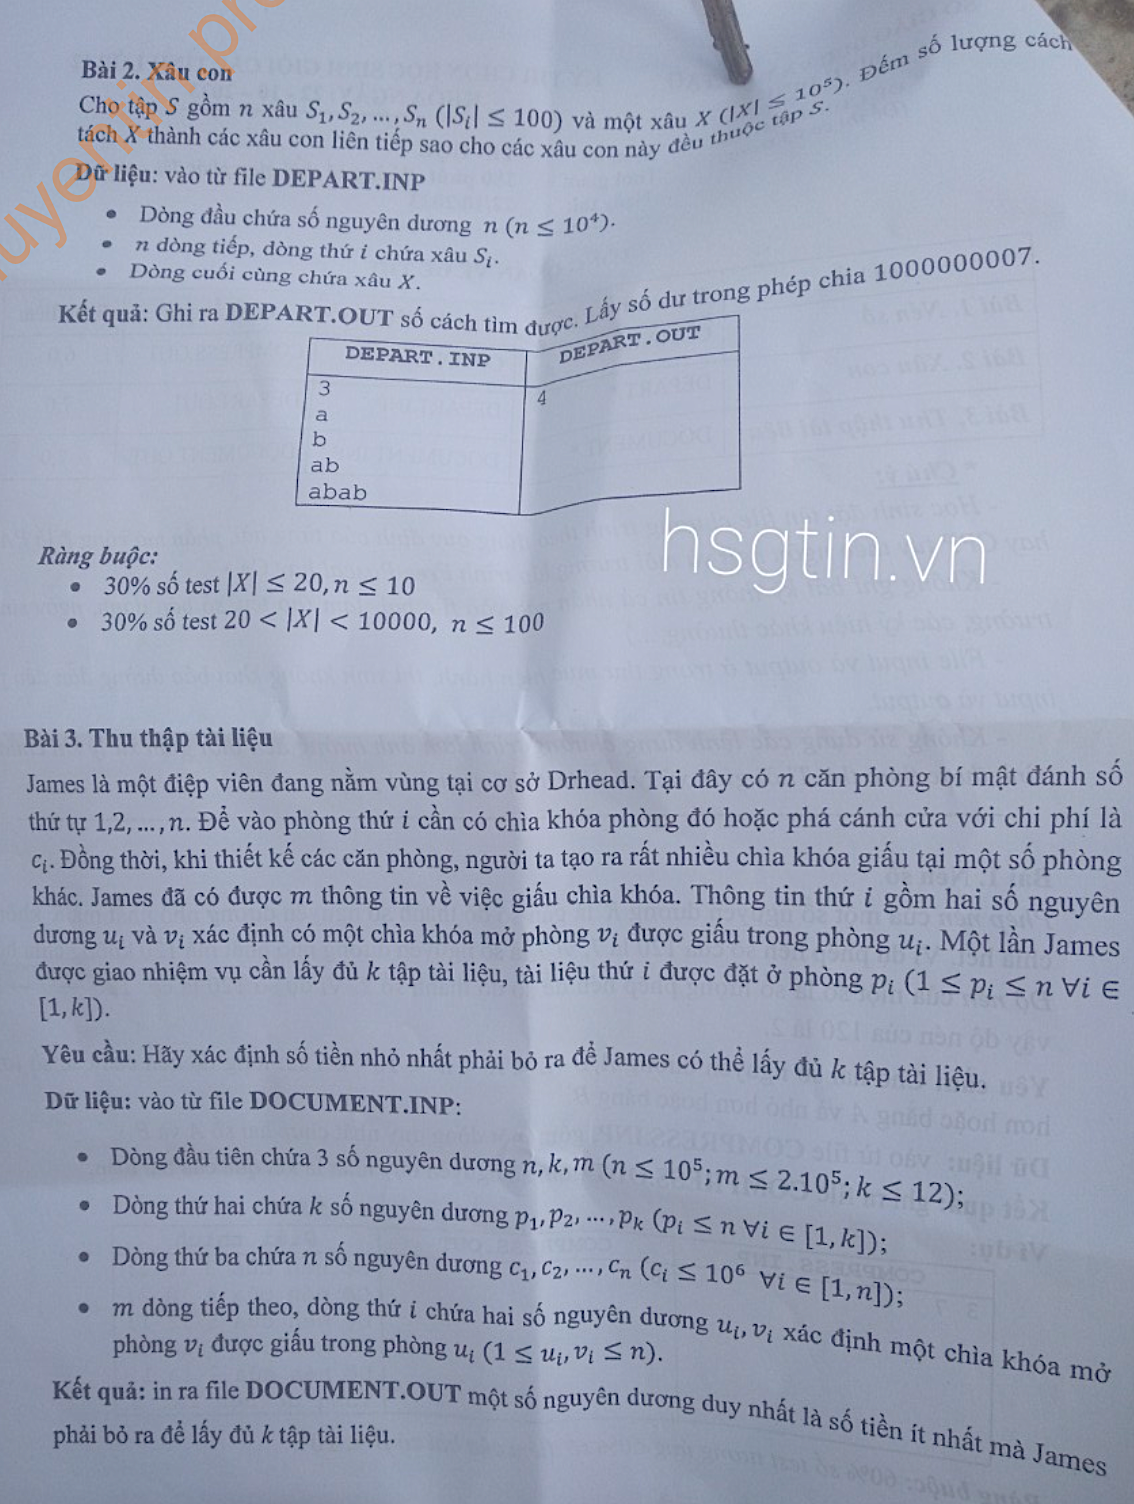 Bài 2. Xâu con
Cho tập S gồm n xâu S₁, S₂, ..., Sₙ (|Sᵢ| ≤ 100) và một xâu X (|X| ≤ 10⁵). Đếm số lượng cách
tách X thành các xâu con liên tiếp sao cho các xâu con này đều thuộc tập S.
Dữ liệu: vào từ file DEPART.INP
• Dòng đầu chứa số nguyên dương n (n ≤ 10⁴).
• n dòng tiếp, dòng thứ i chứa xâu Sᵢ.
• Dòng cuối cùng chứa xâu X.
Kết quả: Ghi ra DEPART.OUT số cách tìm được. Lấy số dư trong phép chia 1000000007.
DEPART.INP DEPART.OUT
3 4
a
b
ab
abab
hsgtin.vn
Ràng buộc:
• 30% số test |X| ≤ 20, n ≤ 10
• 30% số test 20 < |X| < 10000, n ≤ 100
Bài 3. Thu thập tài liệu
James là một điệp viên đang nằm vùng tại cơ sở Drhead. Tại đây có n căn phòng bí mật đánh số
thứ tự 1,2, ..., n. Để vào phòng thứ i cần có chìa khóa phòng đó hoặc phá cánh cửa với chi phí là
cᵢ. Đồng thời, khi thiết kế các căn phòng, người ta tạo ra rất nhiều chìa khóa giấu tại một số phòng
khác. James đã có được m thông tin về việc giấu chìa khóa. Thông tin thứ i gồm hai số nguyên
dương uᵢ và vᵢ xác định có một chìa khóa mở phòng vᵢ được giấu trong phòng uᵢ. Một lần James
được giao nhiệm vụ cần lấy đủ k tập tài liệu, tài liệu thứ i được đặt ở phòng pᵢ (1 ≤ pᵢ ≤ n ∀i ∈
[1, k]).
Yêu cầu: Hãy xác định số tiền nhỏ nhất phải bỏ ra để James có thể lấy đủ k tập tài liệu.
Dữ liệu: vào từ file DOCUMENT.INP:
• Dòng đầu tiên chứa 3 số nguyên dương n, k, m (n ≤ 10⁵; m ≤ 2.10⁵; k ≤ 12);
• Dòng thứ hai chứa k số nguyên dương p₁, p₂, ..., pₖ (pᵢ ≤ n ∀i ∈ [1, k]);
• Dòng thứ ba chứa n số nguyên dương c₁, c₂, ..., cₙ (cᵢ ≤ 10⁶ ∀i ∈ [1, n]);
• m dòng tiếp theo, dòng thứ i chứa hai số nguyên dương uᵢ, vᵢ xác định một chìa khóa mở
phòng vᵢ được giấu trong phòng uᵢ (1 ≤ uᵢ, vᵢ ≤ n).
Kết quả: in ra file DOCUMENT.OUT một số nguyên dương duy nhất là số tiền ít nhất mà James
phải bỏ ra để lấy đủ k tập tài liệu.